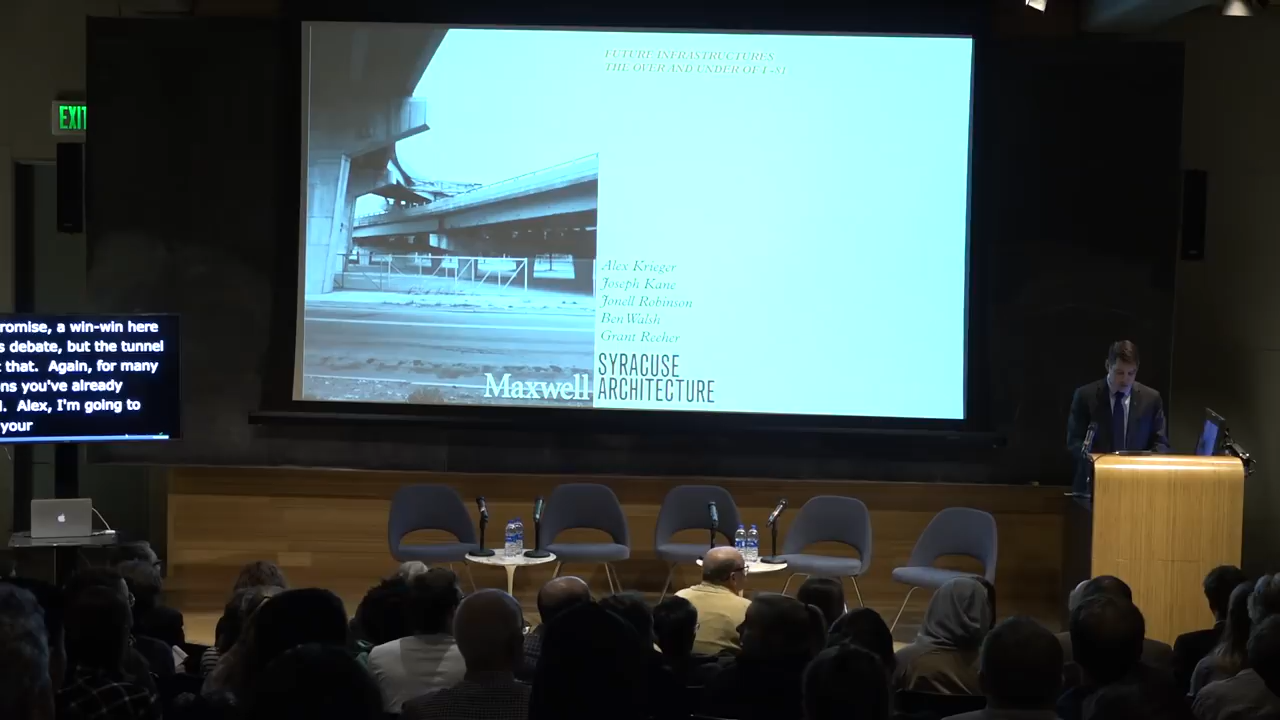 FUTURE INFRASTRUCTURES
THE OVER AND UNDER OF I-81
EXIT
Alex Krieger
Joseph Kane
Jonell Robinson
Ben Walsh
Grant Reeher
Maxwell
SYRACUSE
ARCHITECTURE
romise, a win-win here
s debate, but the tunnel
that. Again, for many
ns you've already
. Alex, I'm going to
your